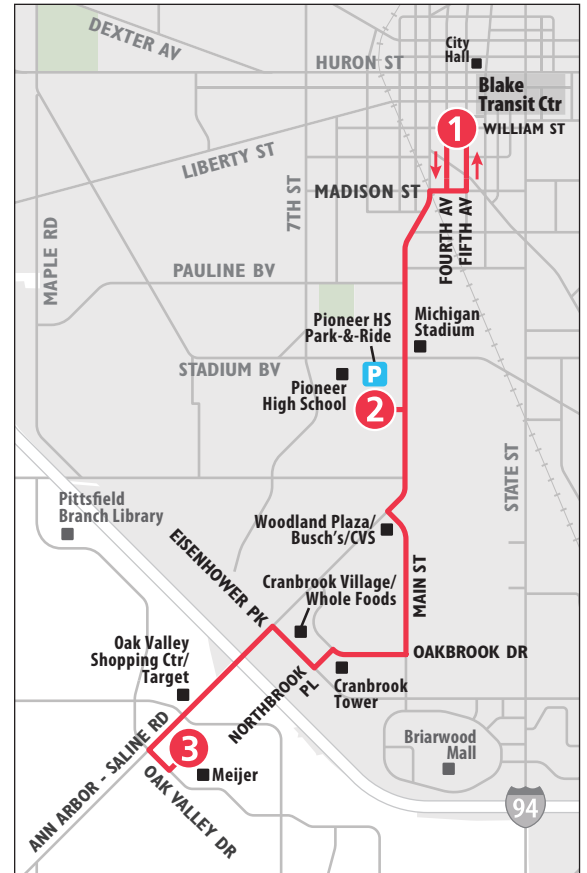 DEXTER AV
City
Hall
HURON ST
Blake
Transit Ctr
1
WILLIAM ST
LIBERTY ST
7TH ST
MADISON ST
FOURTH AV
FIFTH AV
MAPLE RD
PAULINE BV
Pioneer HS
Park-&-Ride
Michigan
Stadium
STADIUM BV
P
Pioneer
High School
2
STATE ST
Pittsfield
Branch Library
Woodland Plaza/
Busch's/CVS
EISENHOWER PK
MAIN ST
Cranbrook Village/
Whole Foods
Oak Valley
Shopping Ctr/
Target
OAKBROOK DR
NORTHBROOK
PL
Cranbrook
Tower
ANN ARBOR - SALINE RD
3
Briarwood
Mall
Meijer
OAK VALLEY DR
94